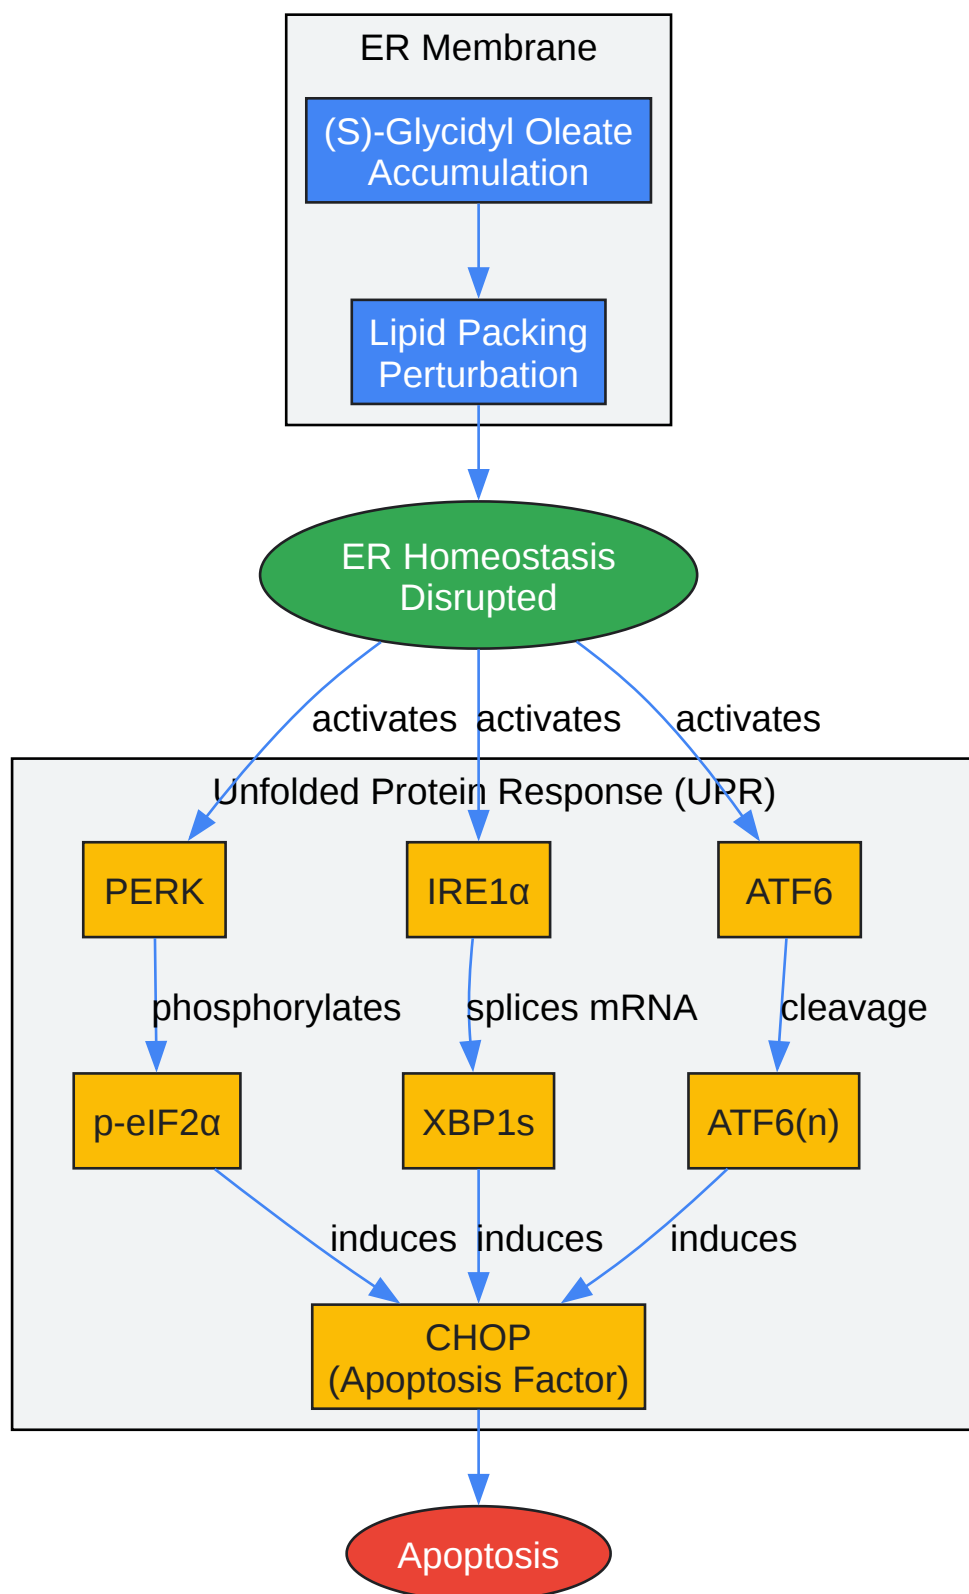 ER Membrane
(S)-Glycidyl Oleate
Accumulation
Lipid Packing
Perturbation
ER Homeostasis
Disrupted
activates activates activates
Unfolded Protein Response (UPR)
PERK IRE1α ATF6
phosphorylates splices mRNA cleavage
p-eIF2α XBP1s ATF6(n)
induces induces induces
CHOP
(Apoptosis Factor)
Apoptosis